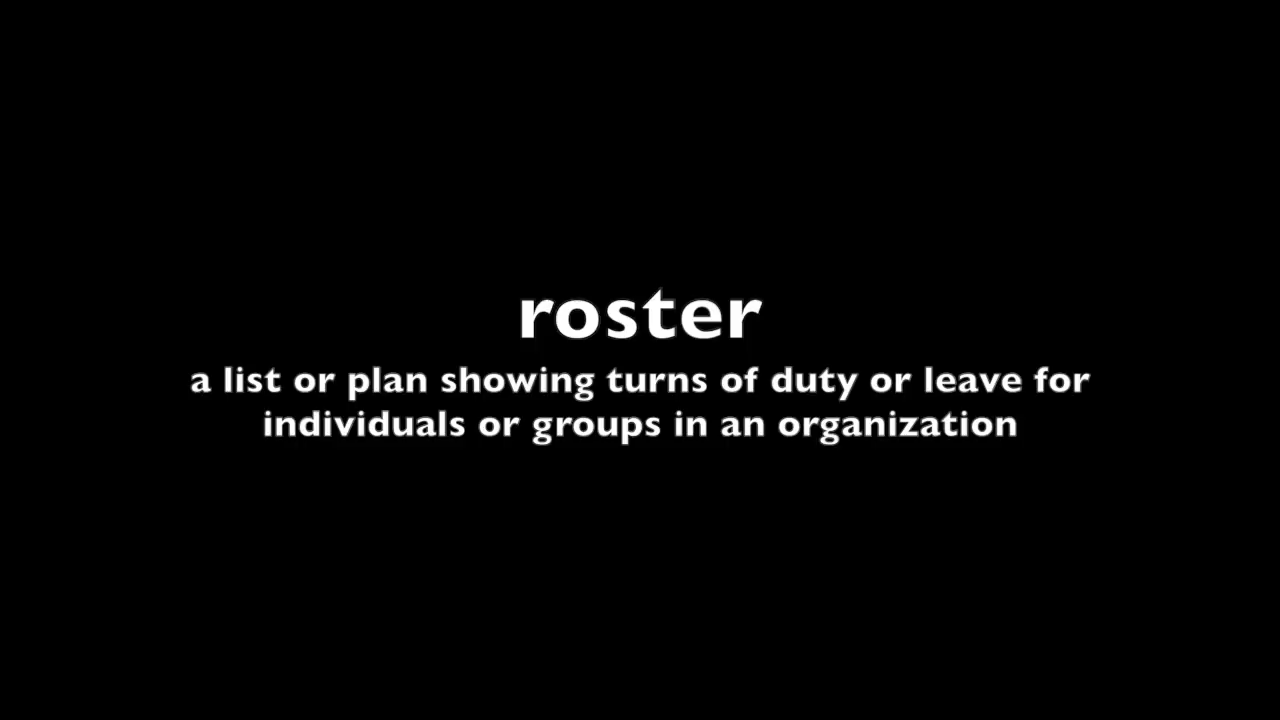 roster
a list or plan showing turns of duty or leave for
individuals or groups in an organization